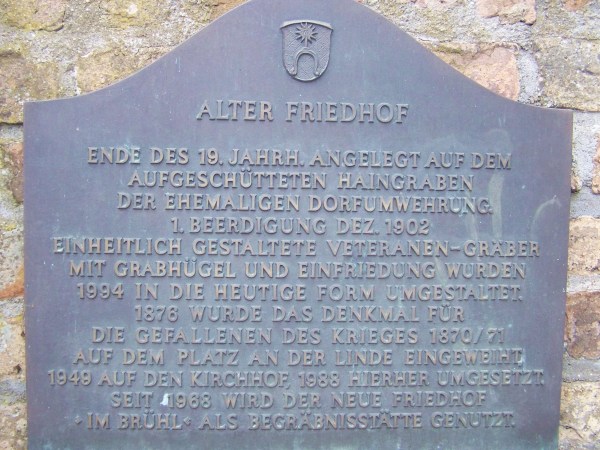 ALTER FRIEDHOF
ENDE DES 19. JAHRH. ANGELEGT AUF DEM
AUFGESCHÜTTETEN HAINGRABEN
DER EHEMALIGEN DORFUMWEHRUNG.
1. BEERDIGUNG DEZ. 1902
EINHEITLICH GESTALTETE VETERANEN-GRÄBER
MIT GRABHÜGEL UND EINFRIEDUNG WURDEN
1994 IN DIE HEUTIGE FORM UMGESTALTET.
1876 WURDE DAS DENKMAL FÜR
DIE GEFALLENEN DES KRIEGES 1870/71
AUF DEM PLATZ AN DER LINDE EINGEWEIHT,
1949 AUF DEN KIRCHHOF, 1988 HIERHER UMGESETZT.
SEIT 1968 WIRD DER NEUE FRIEDHOF
"IM BRÜHL" ALS BEGRÄBNISSTÄTTE GENUTZT.